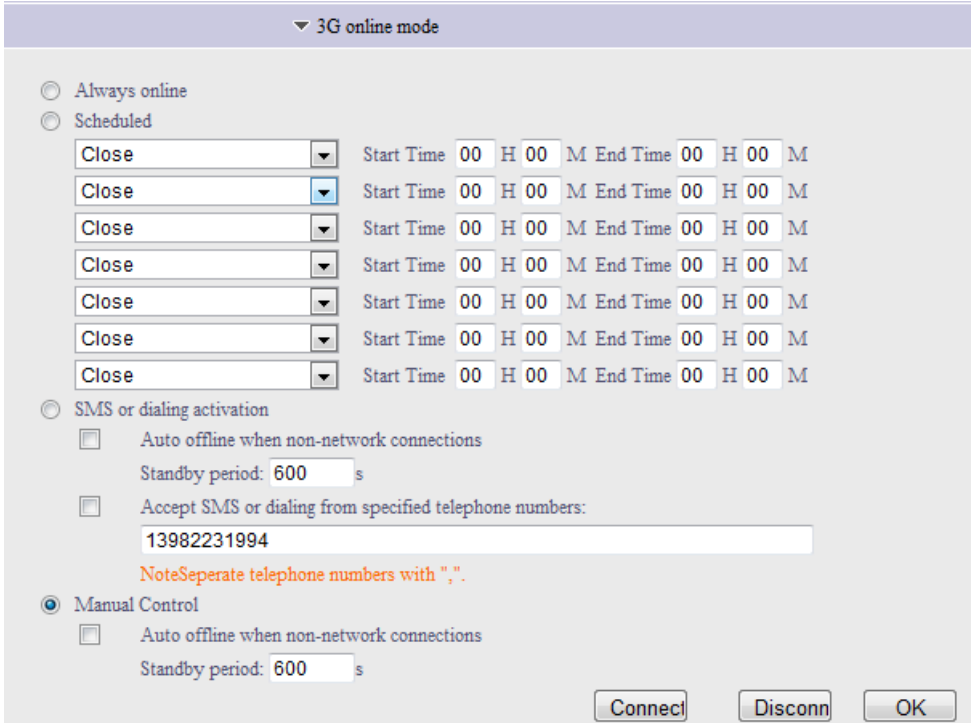 3G online mode
Always online
Scheduled
Close Start Time 00 H 00 M End Time 00 H 00 M
Close Start Time 00 H 00 M End Time 00 H 00 M
Close Start Time 00 H 00 M End Time 00 H 00 M
Close Start Time 00 H 00 M End Time 00 H 00 M
Close Start Time 00 H 00 M End Time 00 H 00 M
Close Start Time 00 H 00 M End Time 00 H 00 M
Close Start Time 00 H 00 M End Time 00 H 00 M
SMS or dialing activation
Auto offline when non-network connections
Standby period: 600 s
Accept SMS or dialing from specified telephone numbers:
13982231994
NoteSeperate telephone numbers with ",".
Manual Control
Auto offline when non-network connections
Standby period: 600 s
Connect Disconn OK